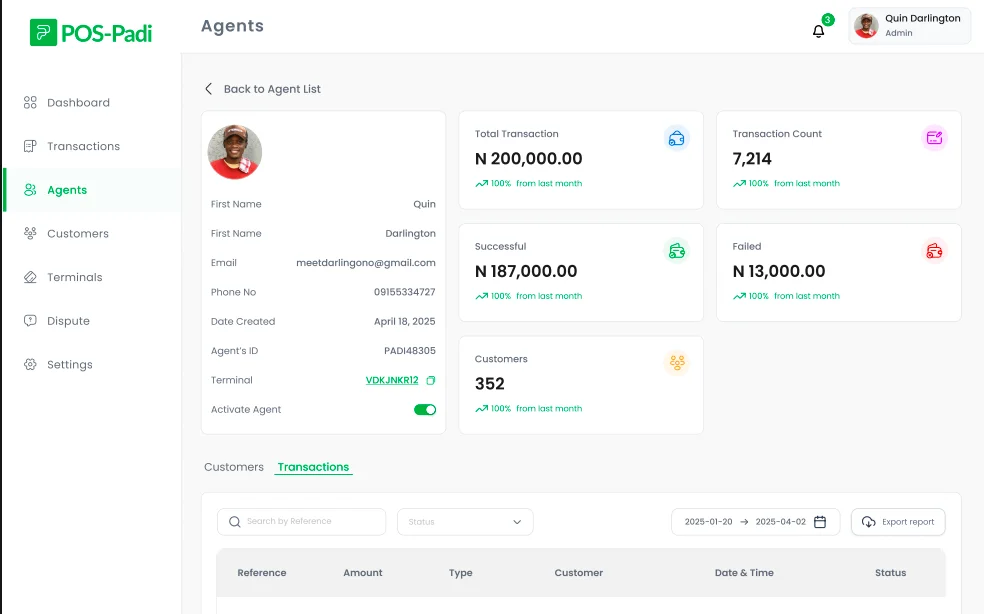 POS-Padi
Agents
3
Quin Darlington
Admin
Dashboard
Transactions
Agents
Customers
Terminals
Dispute
Settings
Back to Agent List
First Name Quin
First Name Darlington
Email meetdarlingono@gmail.com
Phone No 09155334727
Date Created April 18, 2025
Agent's ID PADI48305
Terminal VDKJNKR12
Activate Agent
Total Transaction
N 200,000.00
100% from last month
Transaction Count
7,214
100% from last month
Successful
N 187,000.00
100% from last month
Failed
N 13,000.00
100% from last month
Customers
352
100% from last month
Customers Transactions
Search by Reference
Status
2025-01-20 → 2025-04-02
Export report
Reference Amount Type Customer Date & Time Status